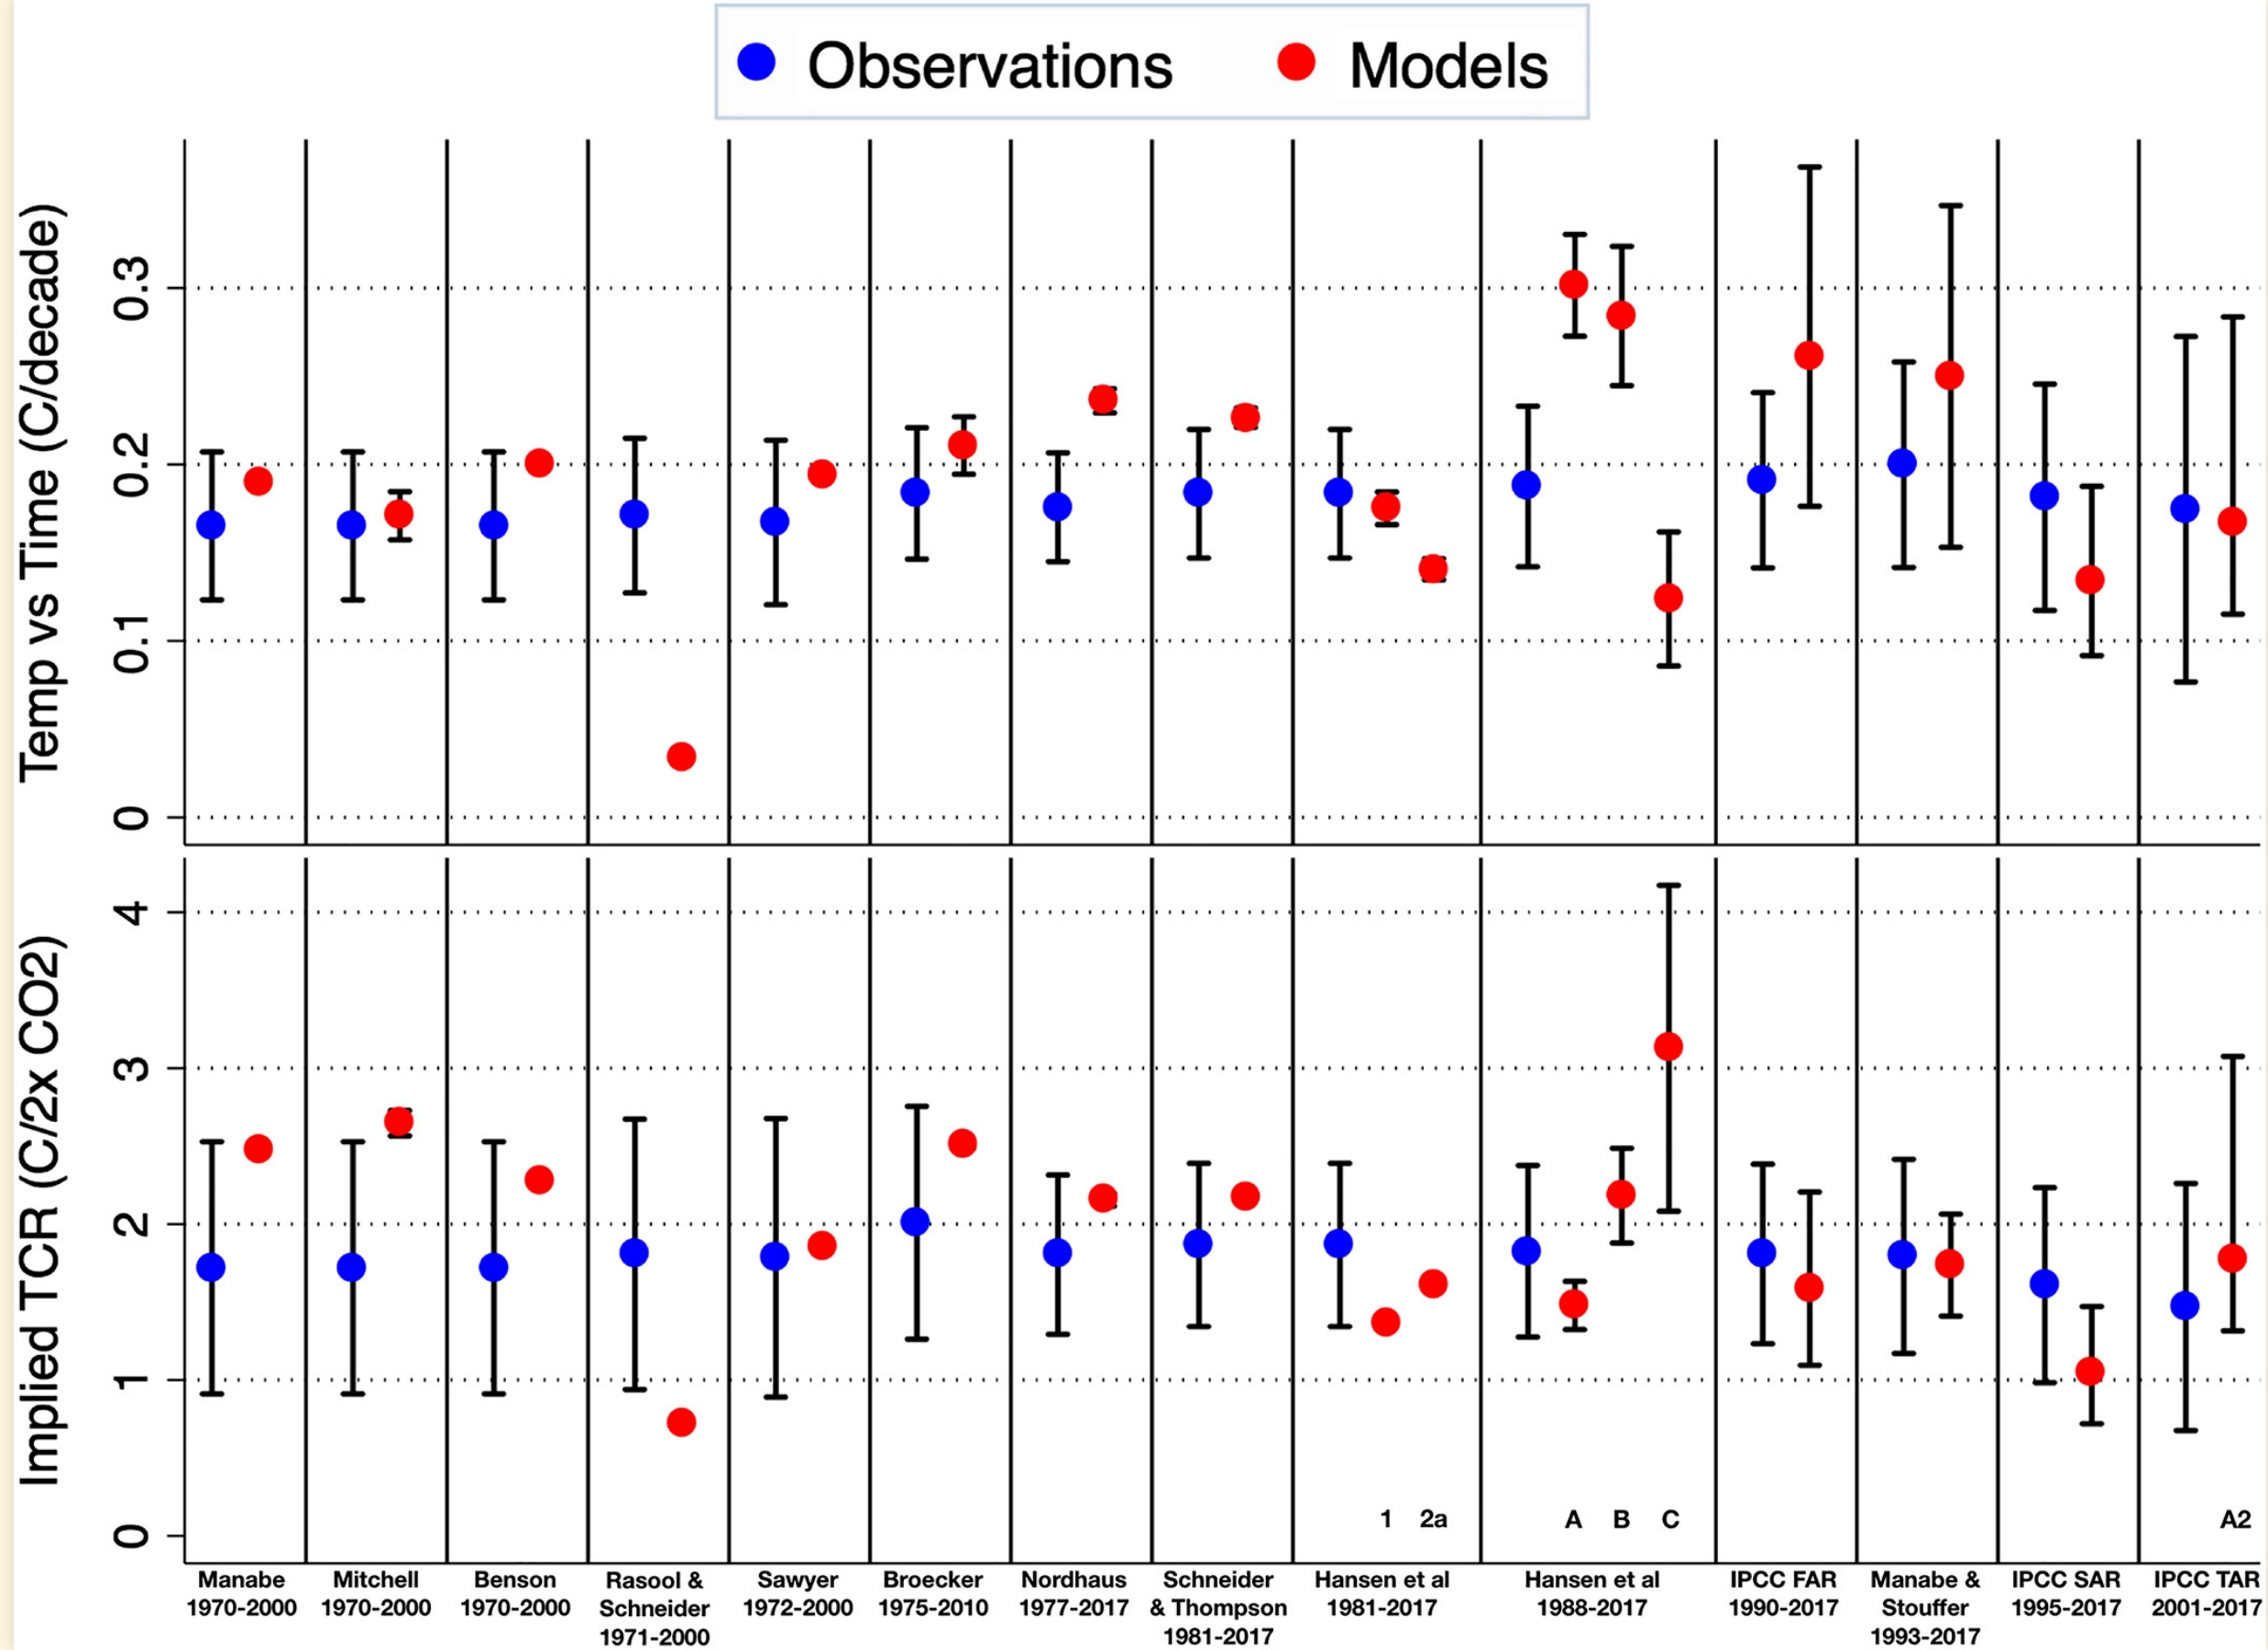 Observations Models
Temp vs Time (C/decade)
0.3
0.2
0.1
0
Implied TCR (C/2x CO2)
4
3
2
1
0
1 2a A B C A2
Manabe
1970-2000
Mitchell
1970-2000
Benson
1970-2000
Rasool &
Schneider
1971-2000
Sawyer
1972-2000
Broecker
1975-2010
Nordhaus
1977-2017
Schneider
& Thompson
1981-2017
Hansen et al
1981-2017
Hansen et al
1988-2017
IPCC FAR
1990-2017
Manabe &
Stouffer
1993-2017
IPCC SAR
1995-2017
IPCC TAR
2001-2017